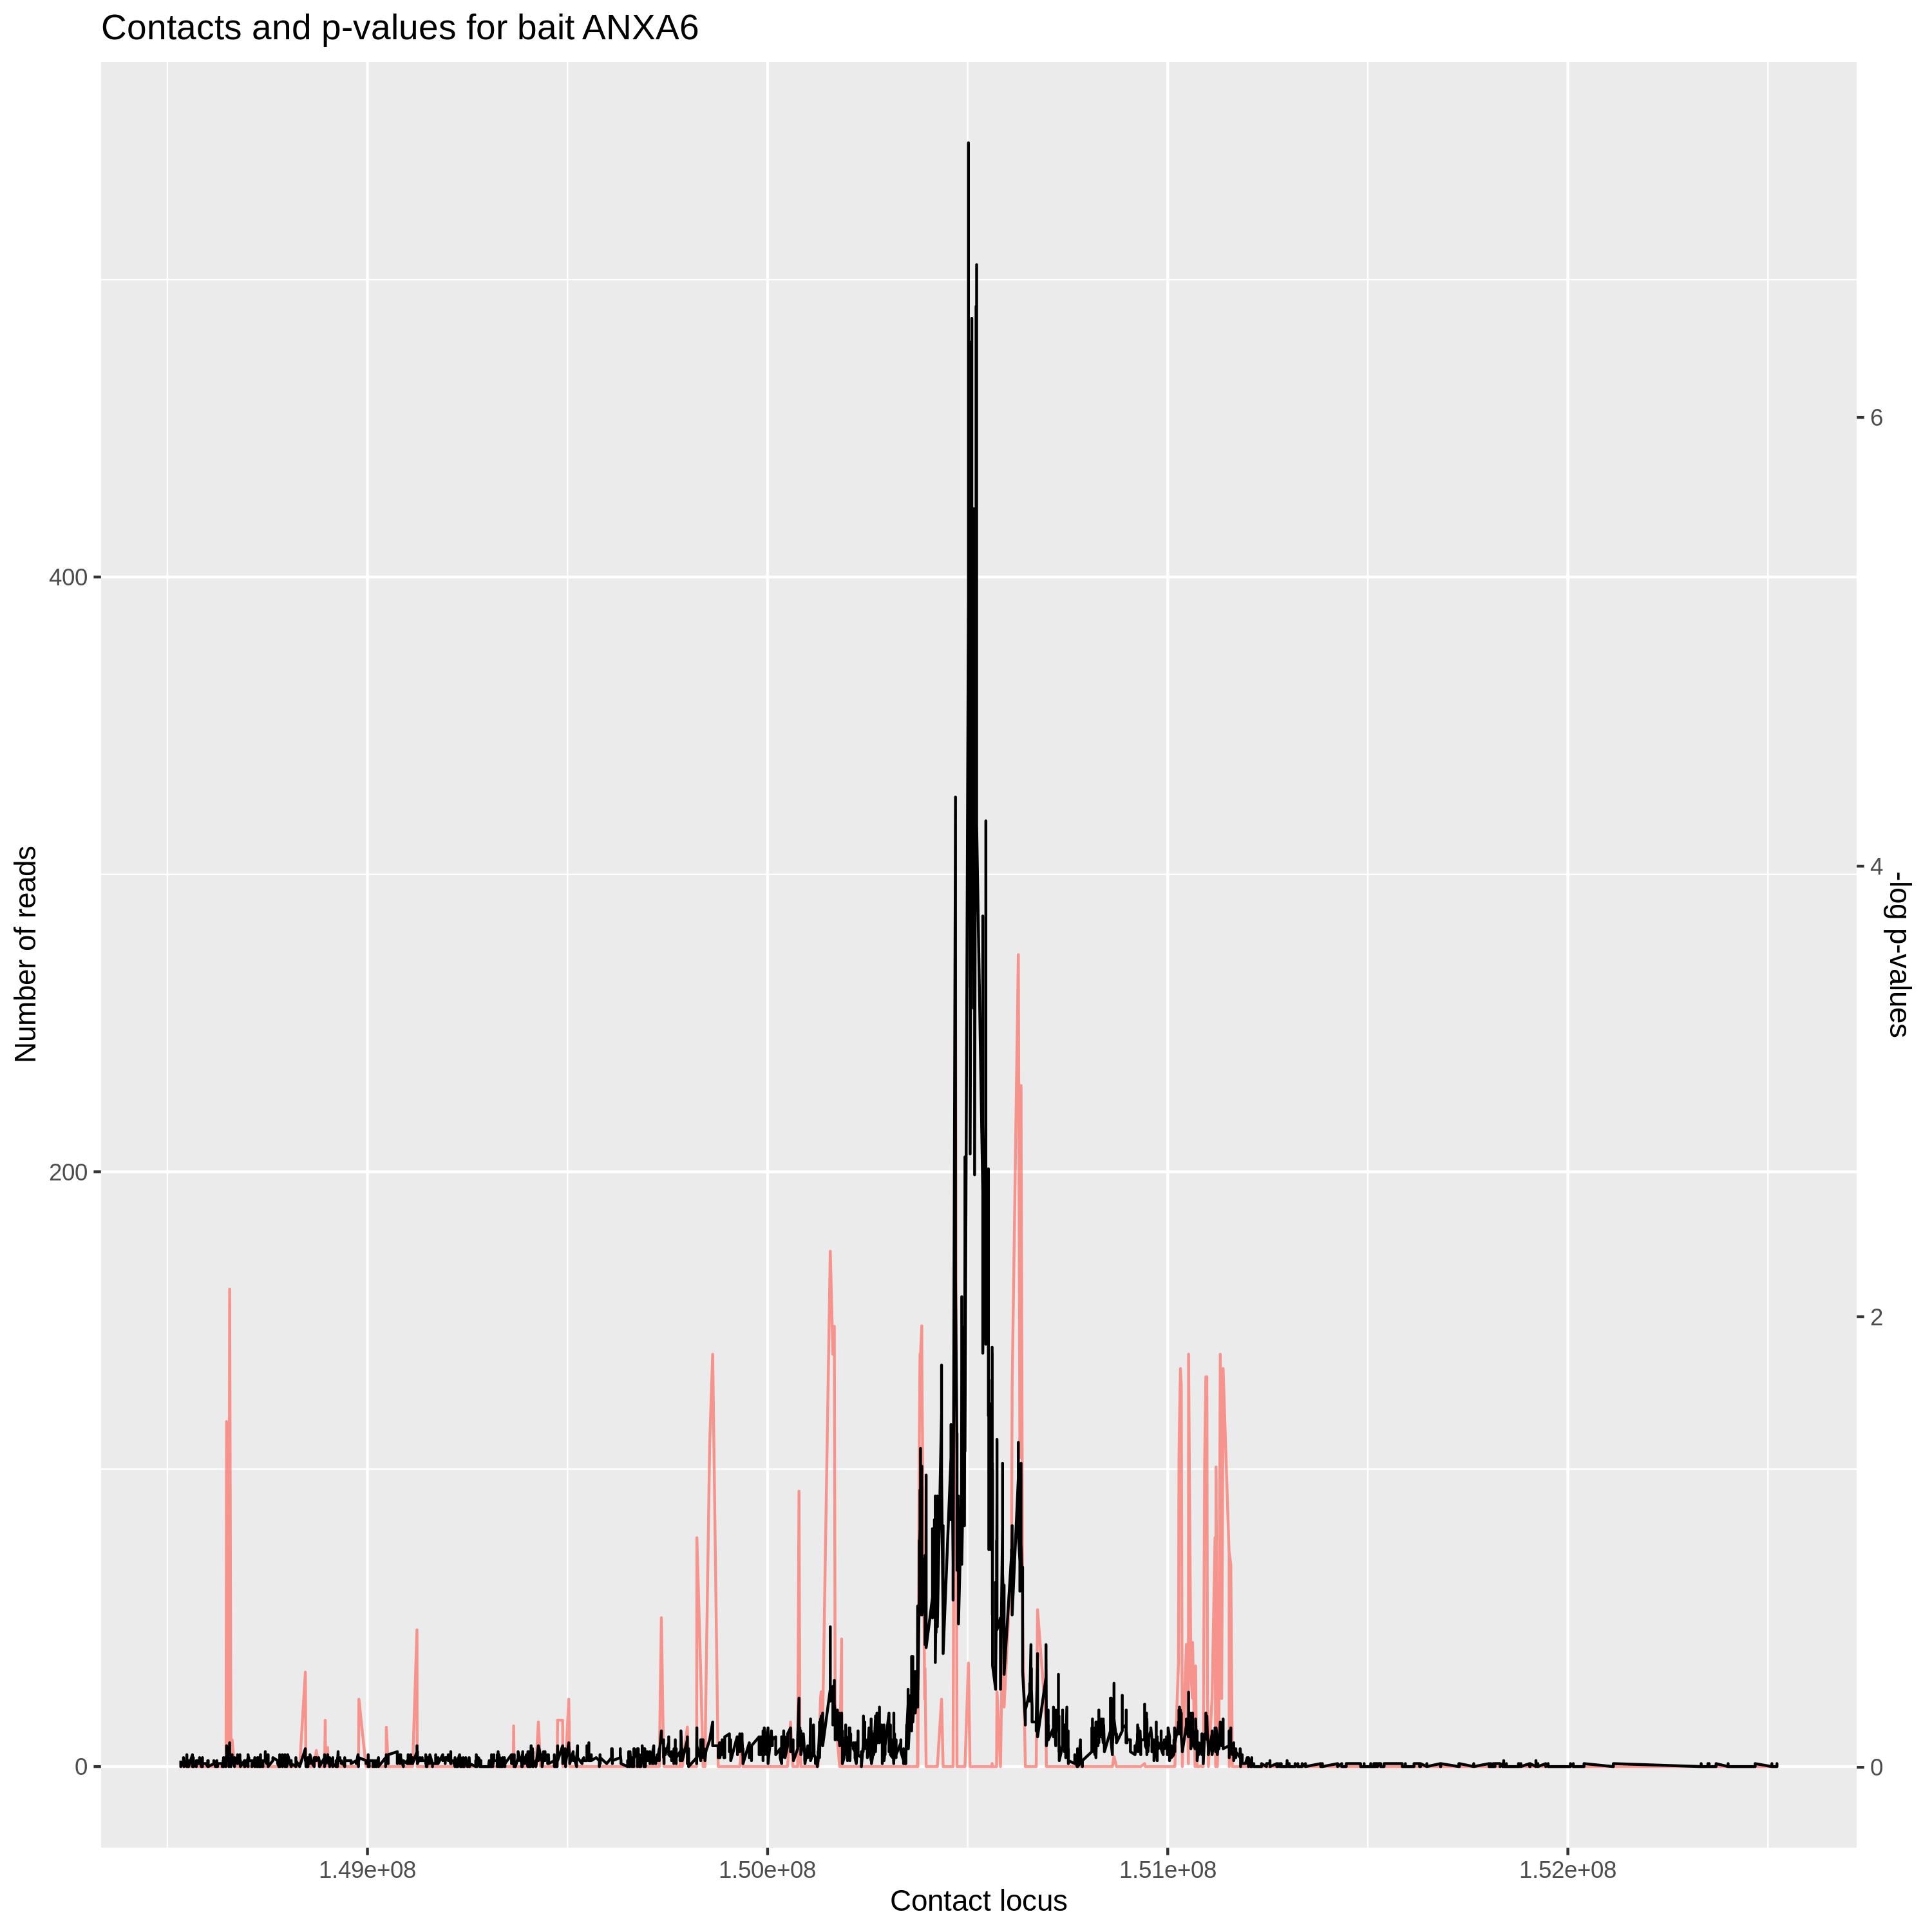 Contacts and p-values for bait ANXA6
Number of reads
400
200
0
6
4
2
0
-log p-values
1.49e+08
1.50e+08
1.51e+08
1.52e+08
Contact locus